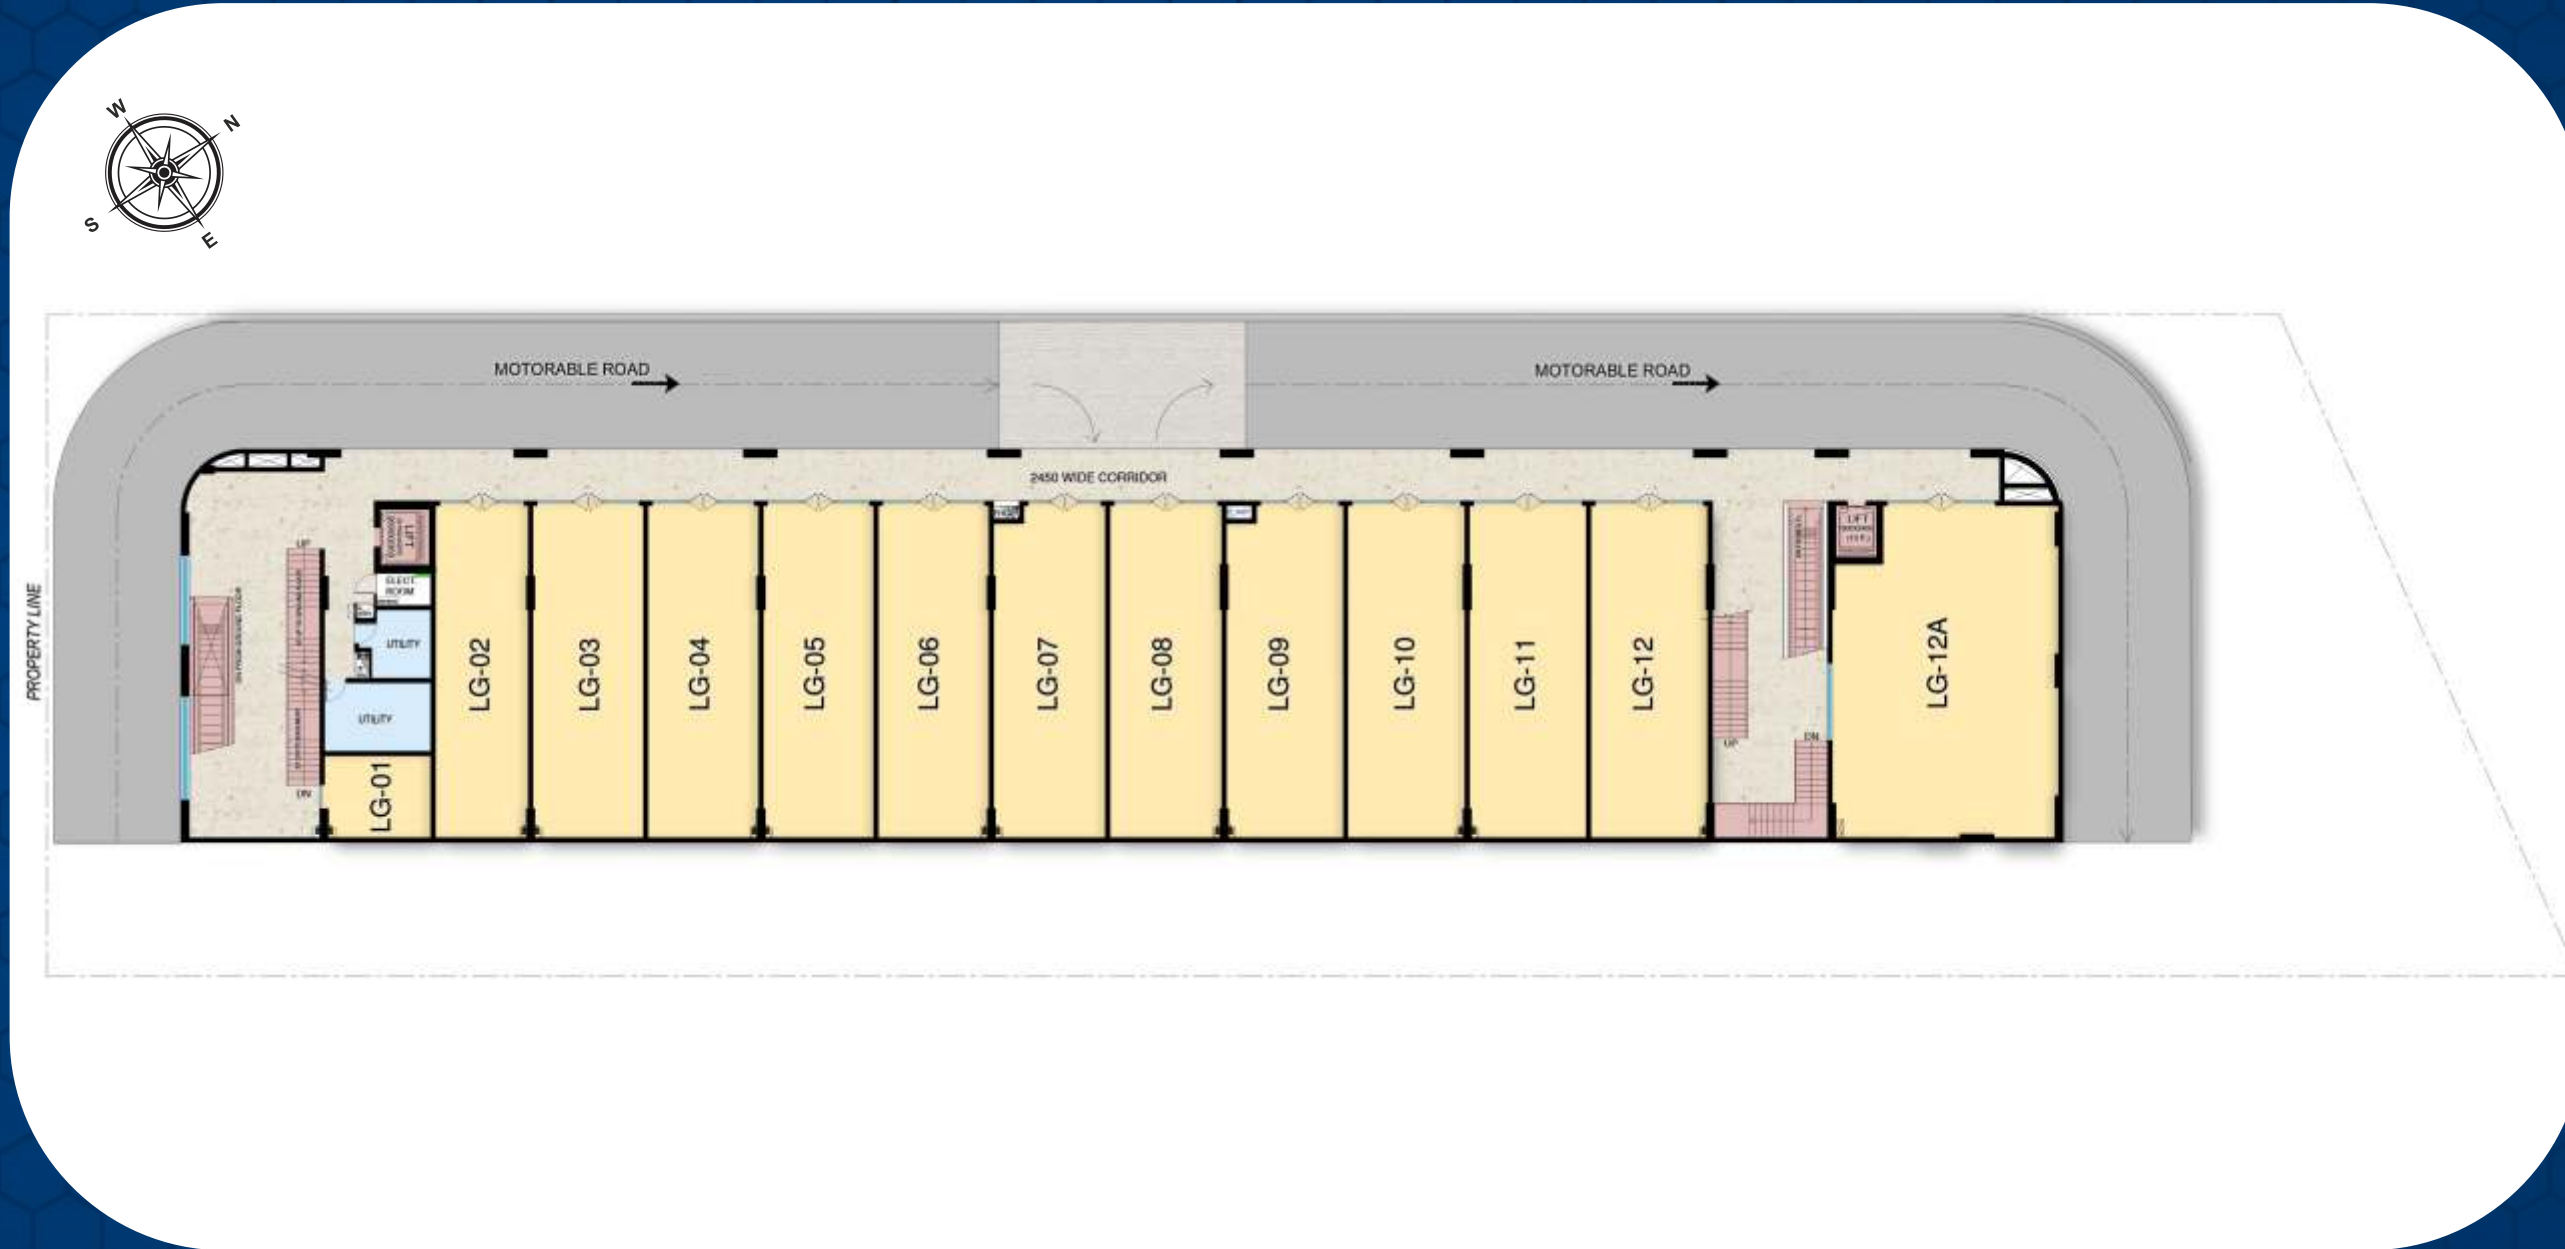 W
N
S
E
MOTORABLE ROAD
MOTORABLE ROAD
2450 WIDE CORRIDOR
PROPERTY LINE
UP
LIFT
LIFT
ELECT.
ROOM
UTILITY
UTILITY
DN
LG-01
LG-02
LG-03
LG-04
LG-05
LG-06
LG-07
LG-08
LG-09
LG-10
LG-11
LG-12
UP
DN
LG-12A